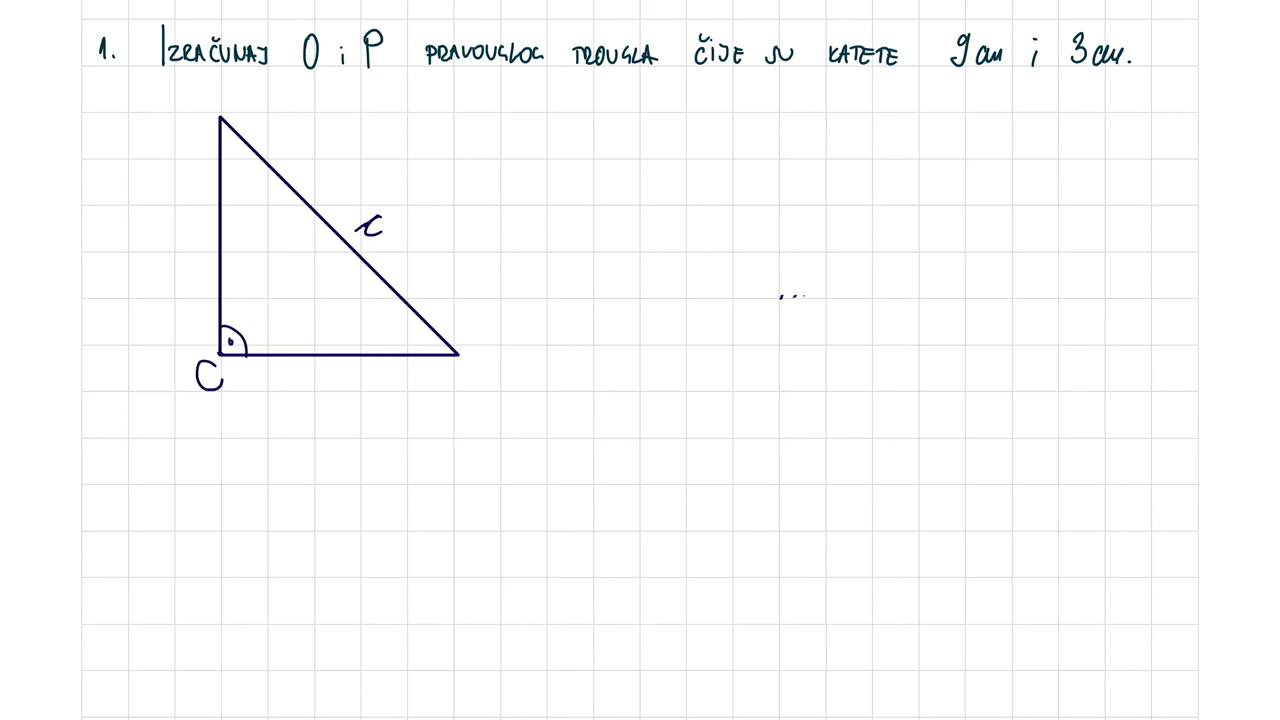 1. IZRAČUNAJ O i P PRAVOUGLOG TROUGLA ČIJE SU KATETE 9cm i 3cm.
c
C
...